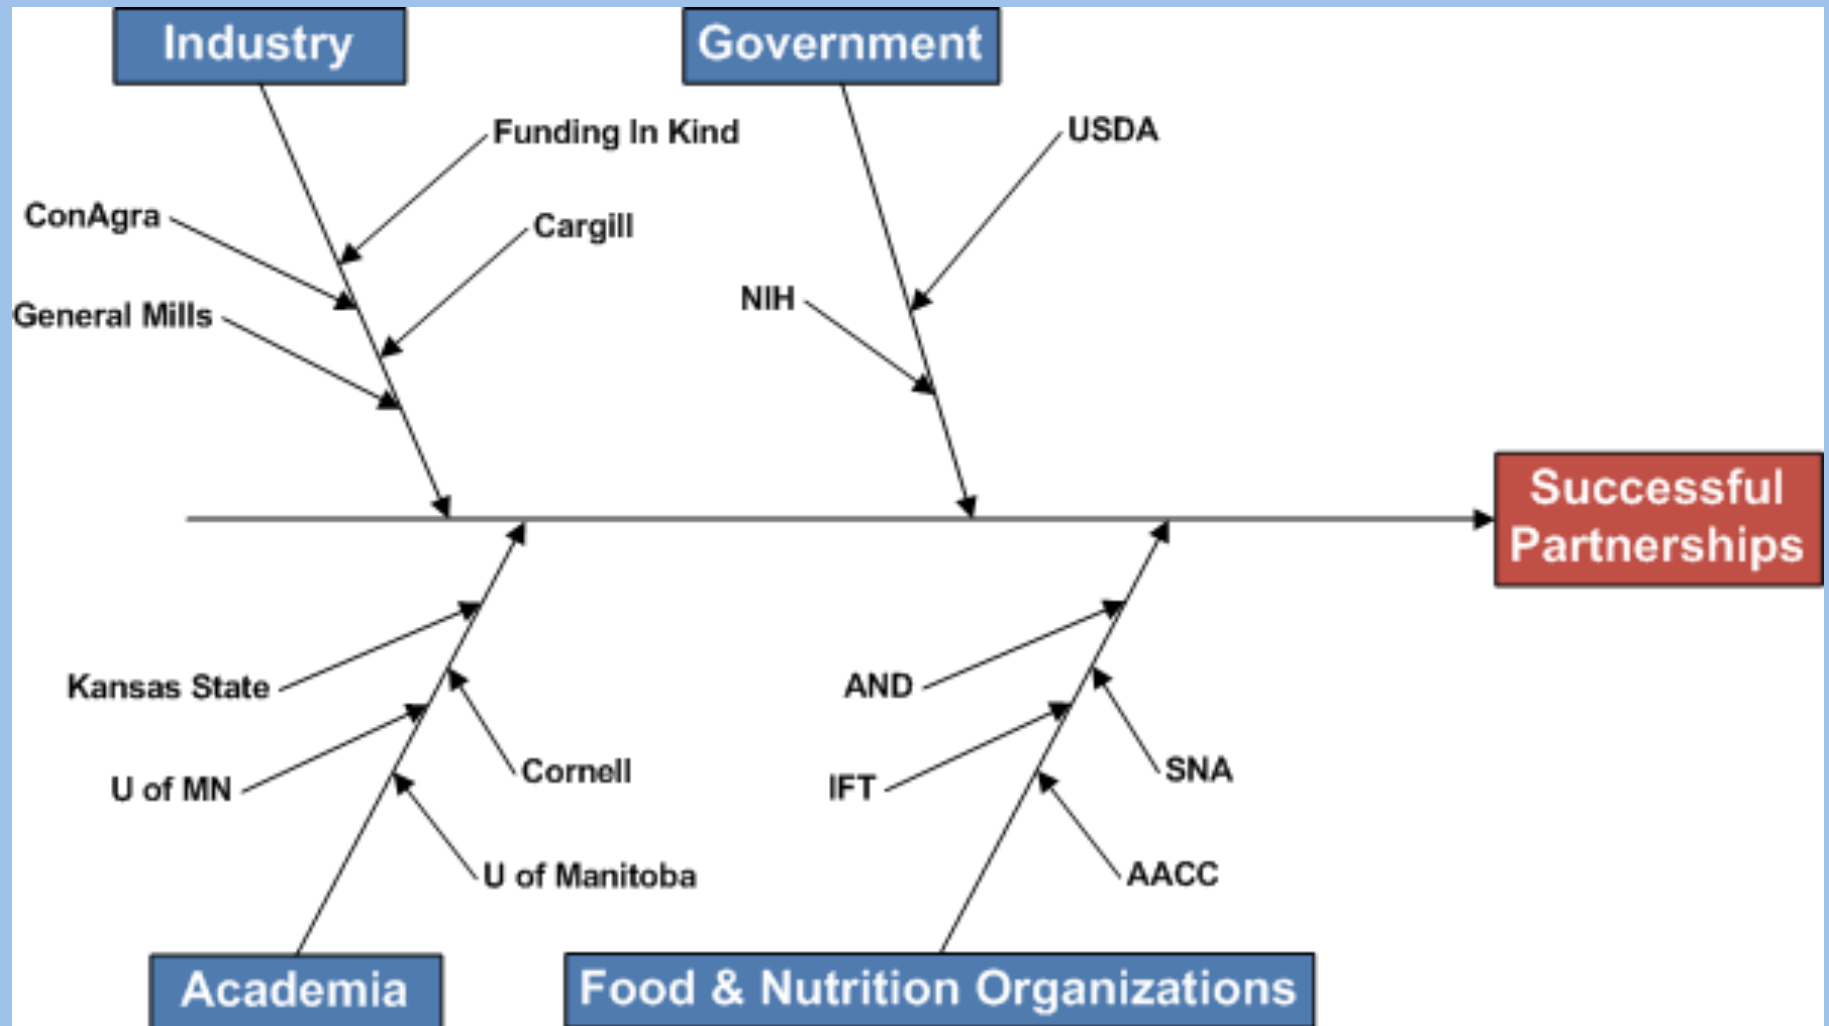 Industry
Government
Funding In Kind
USDA
ConAgra
Cargill
NIH
General Mills
Successful
Partnerships
Kansas State
AND
Cornell
SNA
U of MN
IFT
U of Manitoba
AACC
Academia
Food & Nutrition Organizations